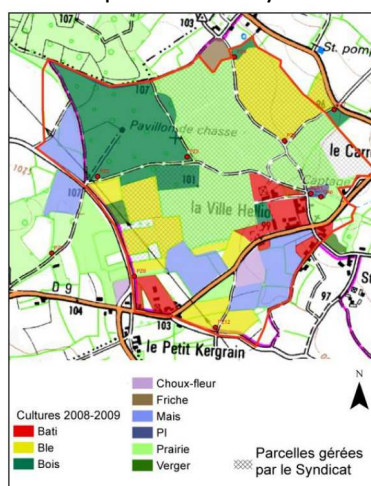 103
St. pomp
107
Pavillon de chasse
le Carr
101
Captage
107
la Ville Hellio
D 9
104
103
97
St
le Petit Kergrain
N
Cultures 2008-2009
Bati
Ble
Bois
Choux-fleur
Friche
Mais
PI
Prairie
Verger
Parcelles gérées
par le Syndicat